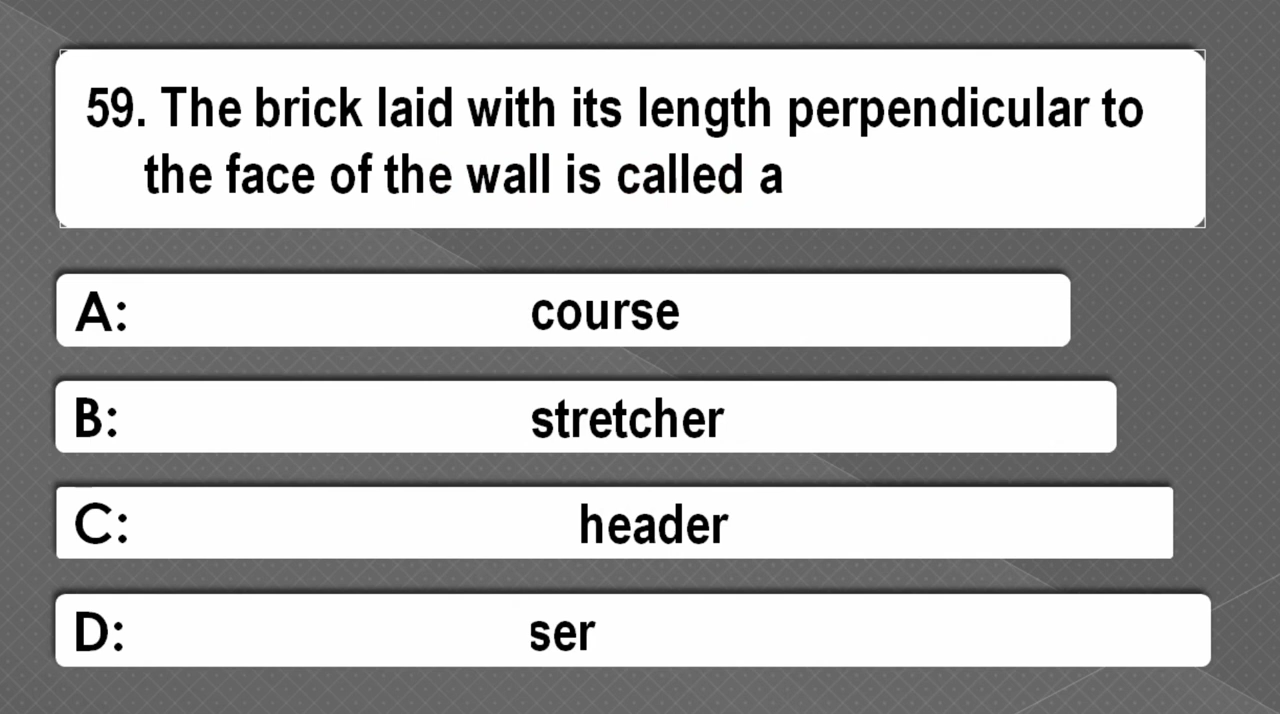 59. The brick laid with its length perpendicular to
the face of the wall is called a
A: course
B: stretcher
C: header
D: ser